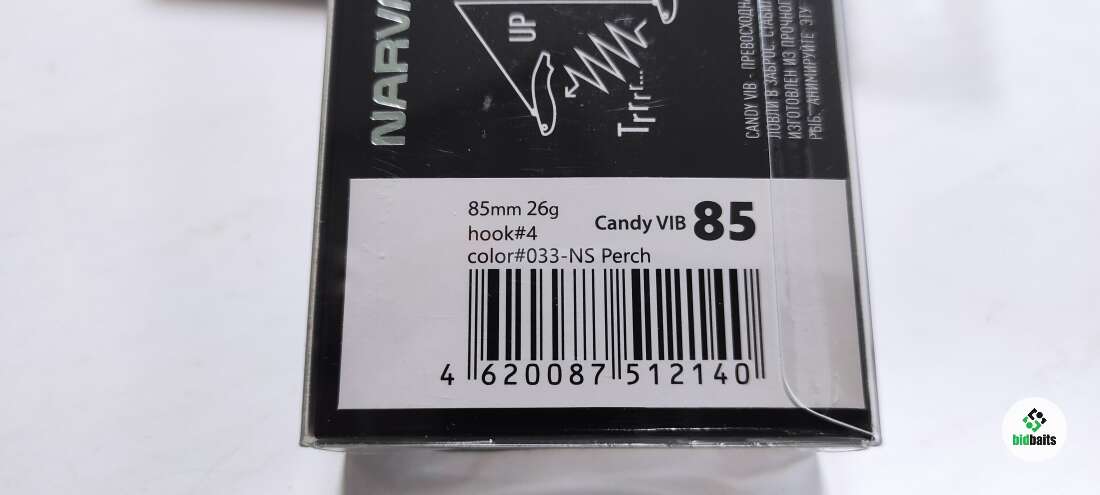 NARVA
UP
Trrrr...
CANDY VIB - ПРЕВОСХОДНА
ЛОВЛИ В ЗАБРОС. СТАБИЛ
ИЗГОТОВЛЕН ИЗ ПРОЧНОГ
РЫБ. АНИМИРУЙТЕ ЭТУ
85mm 26g
hook#4
color#033-NS Perch
Candy VIB 85
4 620087 512140
bidbaits